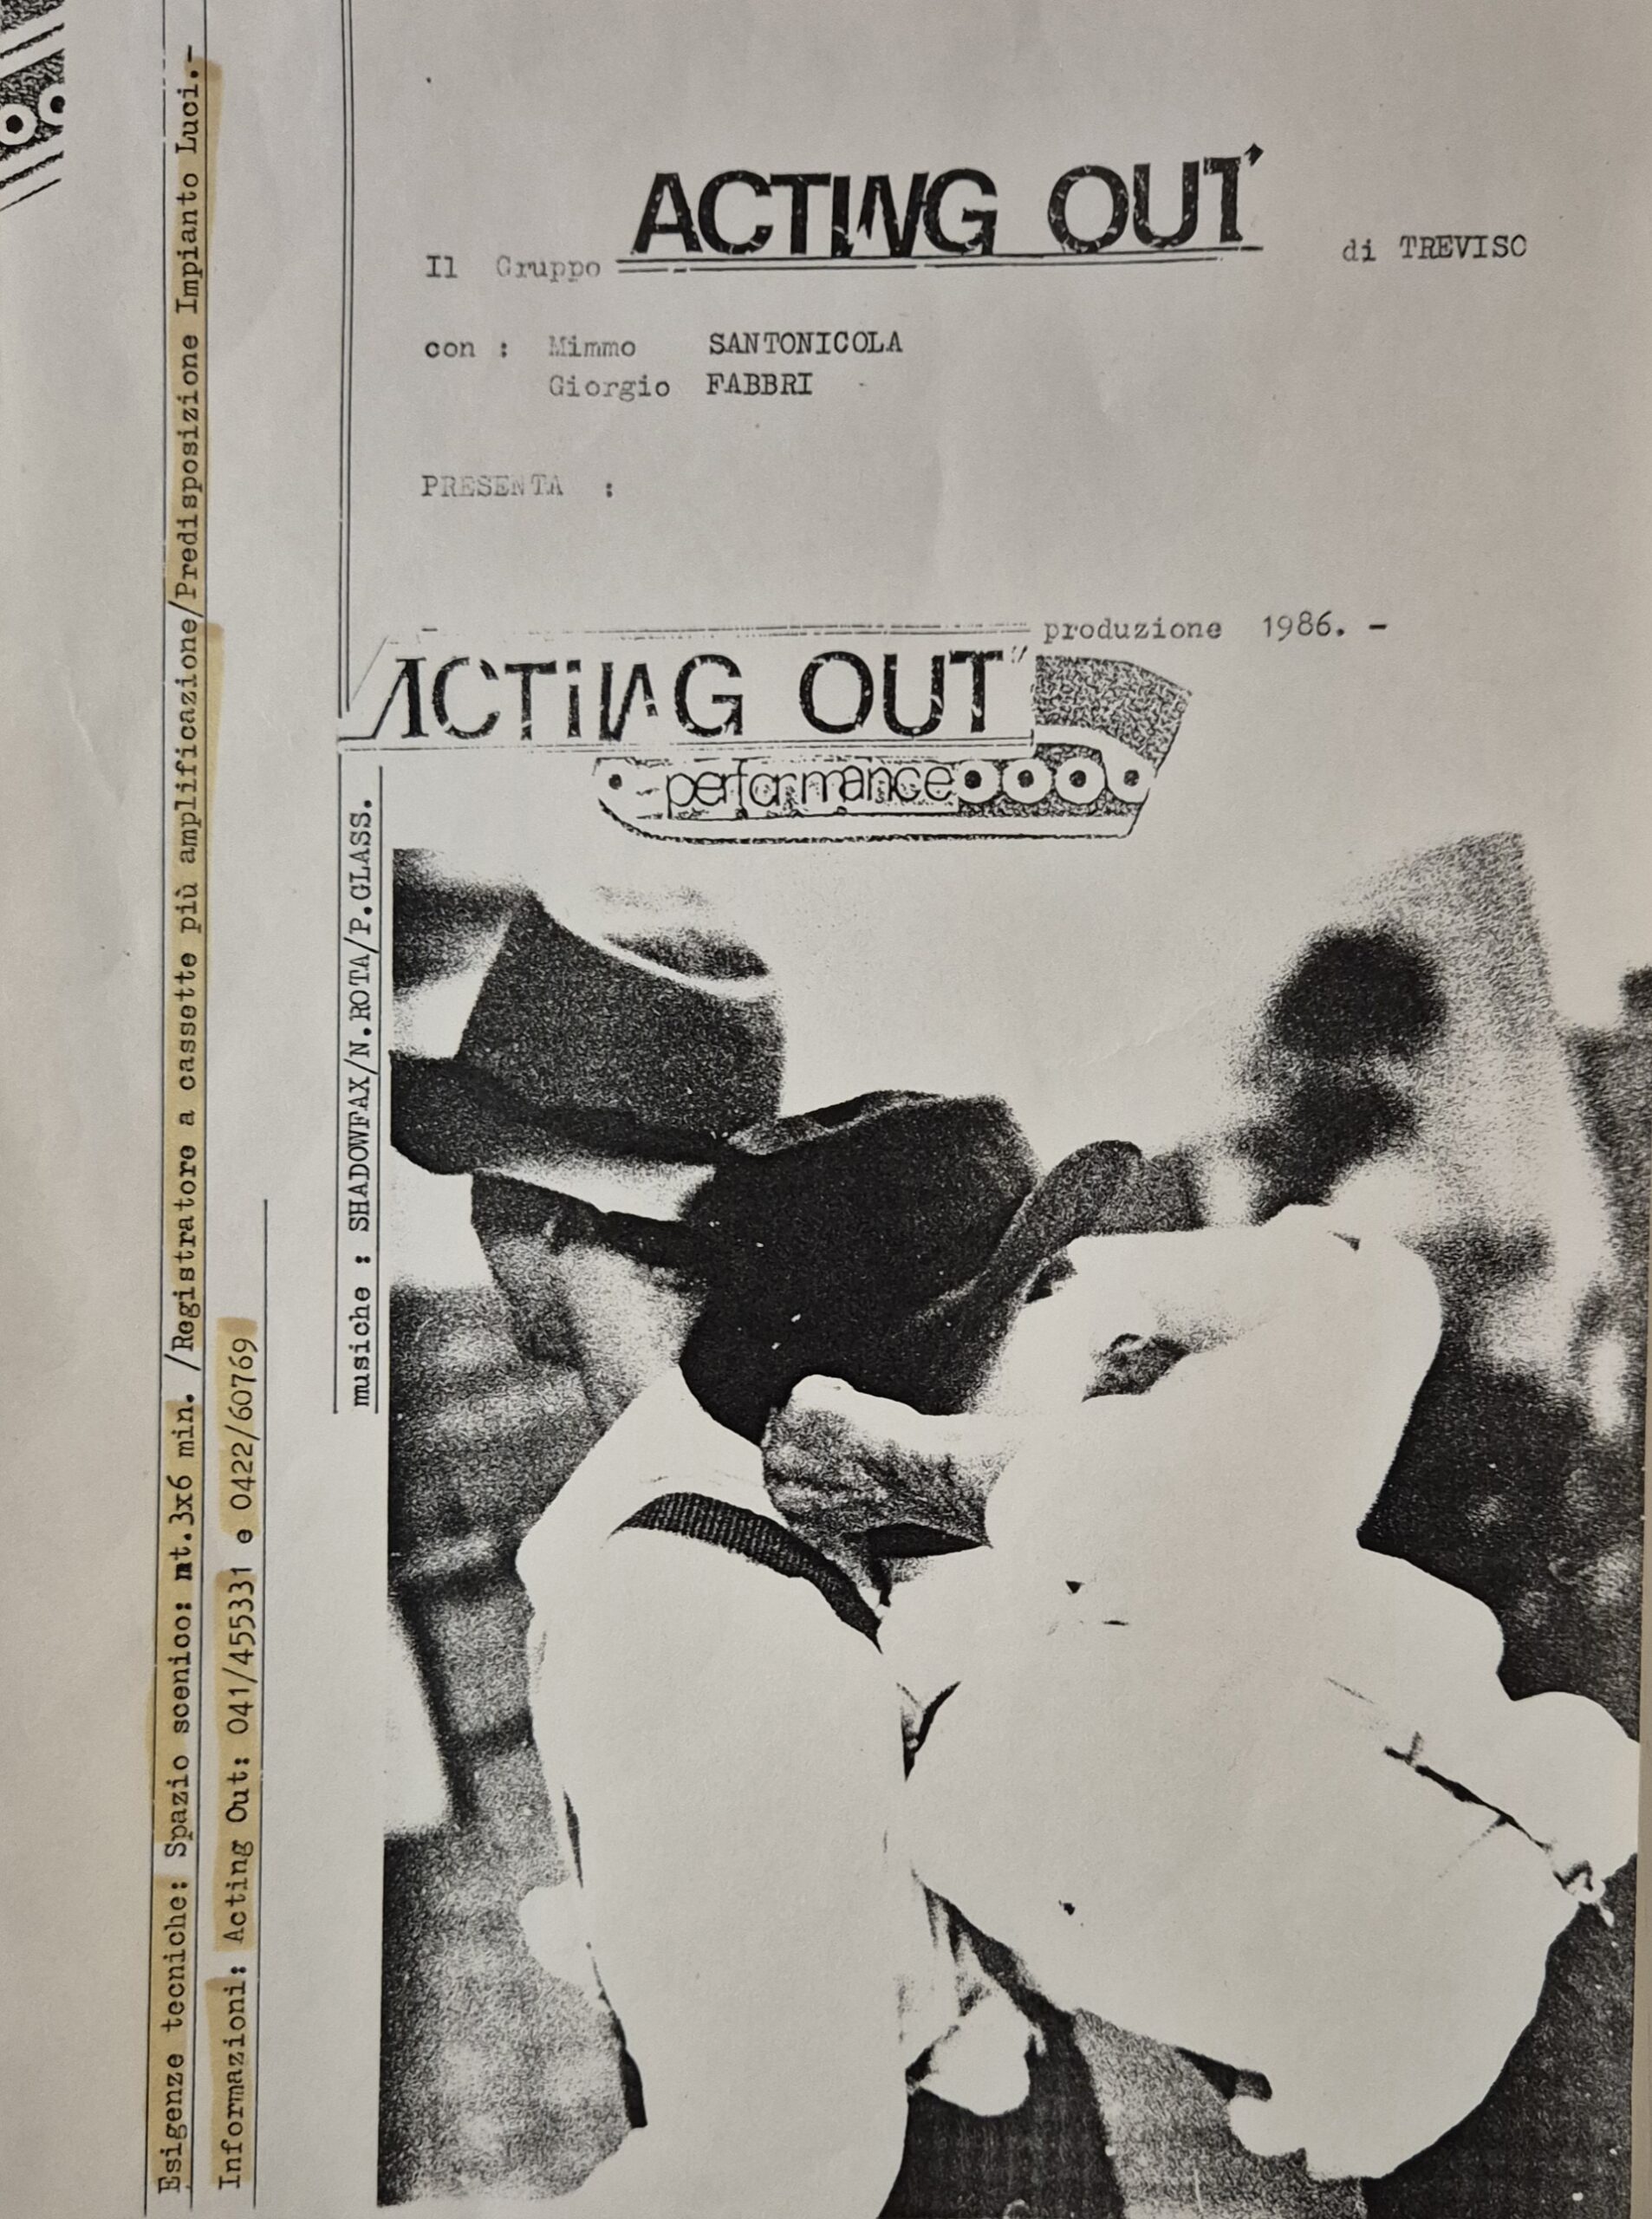 ACTING OUT
Il Gruppo di TREVISO
con : Mimmo SANTONICOLA
Giorgio FABBRI
PRESENTA :
produzione 1986. -
ACTiNG OUT
performance
musiche : SHADOWFAX/N.ROTA/P.GLASS.
Esigenze tecniche: Spazio scenico: mt.3x6 min. /Registratore a cassette più amplificazione/Predisposizione Impianto Luci.-
Informazioni: Acting Out: 041/455331 e 0422/60769